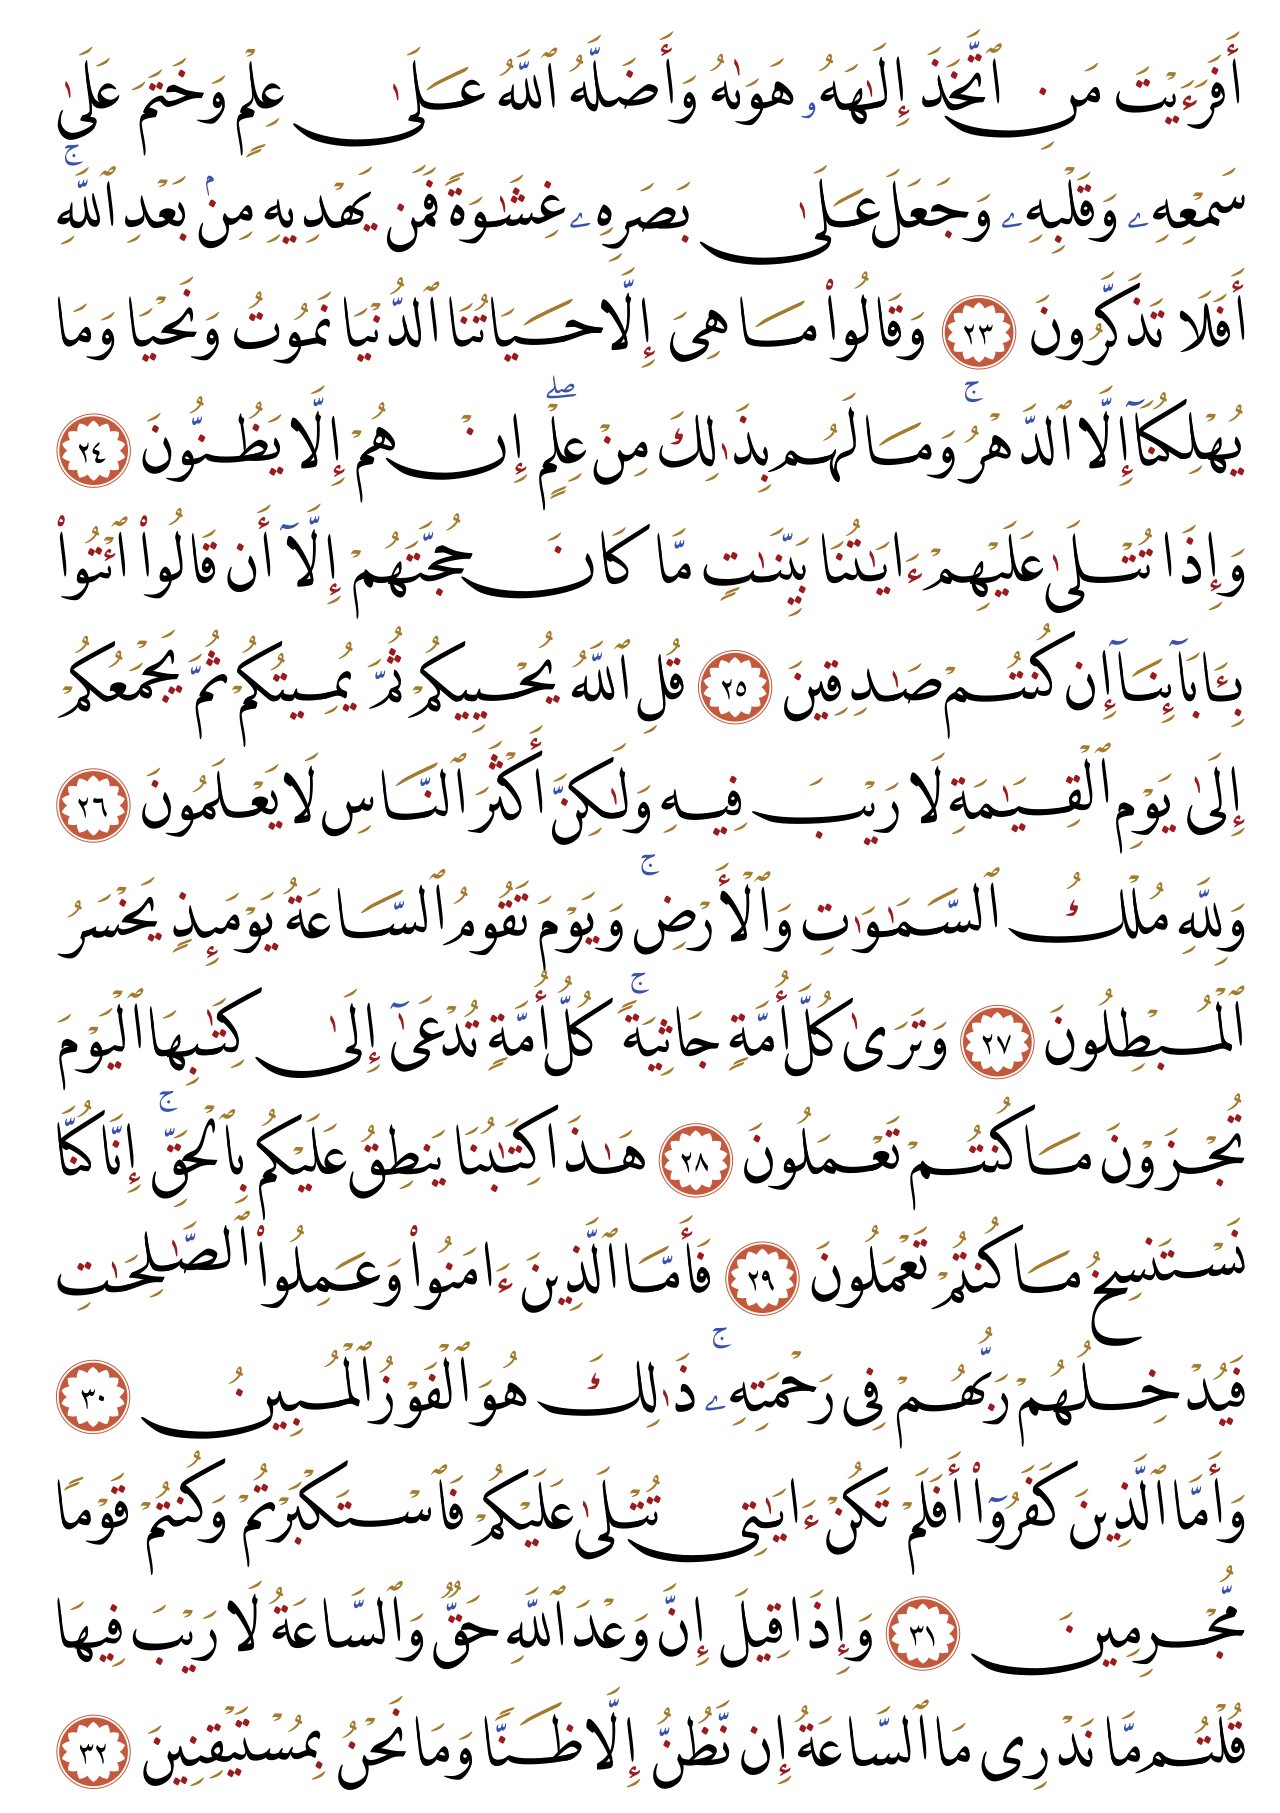 أَفَرَءَيْتَ مَنِ ٱتَّخَذَ إِلَٰهَهُۥ هَوَىٰهُ وَأَضَلَّهُ ٱللَّهُ عَلَىٰ عِلْمٍ وَخَتَمَ عَلَىٰ
سَمْعِهِۦ وَقَلْبِهِۦ وَجَعَلَ عَلَىٰ بَصَرِهِۦ غِشَٰوَةً فَمَن يَهْدِيهِ مِنۢ بَعْدِ ٱللَّهِ ۚ
أَفَلَا تَذَكَّرُونَ ٢٣ وَقَالُوا۟ مَا هِىَ إِلَّا حَيَاتُنَا ٱلدُّنْيَا نَمُوتُ وَنَحْيَا وَمَا
يُهْلِكُنَآ إِلَّا ٱلدَّهْرُ ۚ وَمَا لَهُم بِذَٰلِكَ مِنْ عِلْمٍ ۖ إِنْ هُمْ إِلَّا يَظُنُّونَ ٢٤
وَإِذَا تُتْلَىٰ عَلَيْهِمْ ءَايَٰتُنَا بَيِّنَٰتٍ مَّا كَانَ حُجَّتَهُمْ إِلَّآ أَن قَالُوا۟ ٱئْتُوا۟
بِـَٔابَآئِنَآ إِن كُنتُمْ صَٰدِقِينَ ٢٥ قُلِ ٱللَّهُ يُحْيِيكُمْ ثُمَّ يُمِيتُكُمْ ثُمَّ يَجْمَعُكُمْ
إِلَىٰ يَوْمِ ٱلْقِيَٰمَةِ لَا رَيْبَ فِيهِ وَلَٰكِنَّ أَكْثَرَ ٱلنَّاسِ لَا يَعْلَمُونَ ٢٦
وَلِلَّهِ مُلْكُ ٱلسَّمَٰوَٰتِ وَٱلْأَرْضِ ۚ وَيَوْمَ تَقُومُ ٱلسَّاعَةُ يَوْمَئِذٍ يَخْسَرُ
ٱلْمُبْطِلُونَ ٢٧ وَتَرَىٰ كُلَّ أُمَّةٍ جَاثِيَةً ۚ كُلُّ أُمَّةٍ تُدْعَىٰٓ إِلَىٰ كِتَٰبِهَا ٱلْيَوْمَ
تُجْزَوْنَ مَا كُنتُمْ تَعْمَلُونَ ٢٨ هَٰذَا كِتَٰبُنَا يَنطِقُ عَلَيْكُم بِٱلْحَقِّ ۚ إِنَّا كُنَّا
نَسْتَنسِخُ مَا كُنتُمْ تَعْمَلُونَ ٢٩ فَأَمَّا ٱلَّذِينَ ءَامَنُوا۟ وَعَمِلُوا۟ ٱلصَّٰلِحَٰتِ
فَيُدْخِلُهُمْ رَبُّهُمْ فِى رَحْمَتِهِۦ ۚ ذَٰلِكَ هُوَ ٱلْفَوْزُ ٱلْمُبِينُ ٣٠
وَأَمَّا ٱلَّذِينَ كَفَرُوٓا۟ أَفَلَمْ تَكُنْ ءَايَٰتِى تُتْلَىٰ عَلَيْكُمْ فَٱسْتَكْبَرْتُمْ وَكُنتُمْ قَوْمًا
مُّجْرِمِينَ ٣١ وَإِذَا قِيلَ إِنَّ وَعْدَ ٱللَّهِ حَقٌّ وَٱلسَّاعَةُ لَا رَيْبَ فِيهَا
قُلْتُم مَّا نَدْرِى مَا ٱلسَّاعَةُ إِن نَّظُنُّ إِلَّا ظَنًّا وَمَا نَحْنُ بِمُسْتَيْقِنِينَ ٣٢